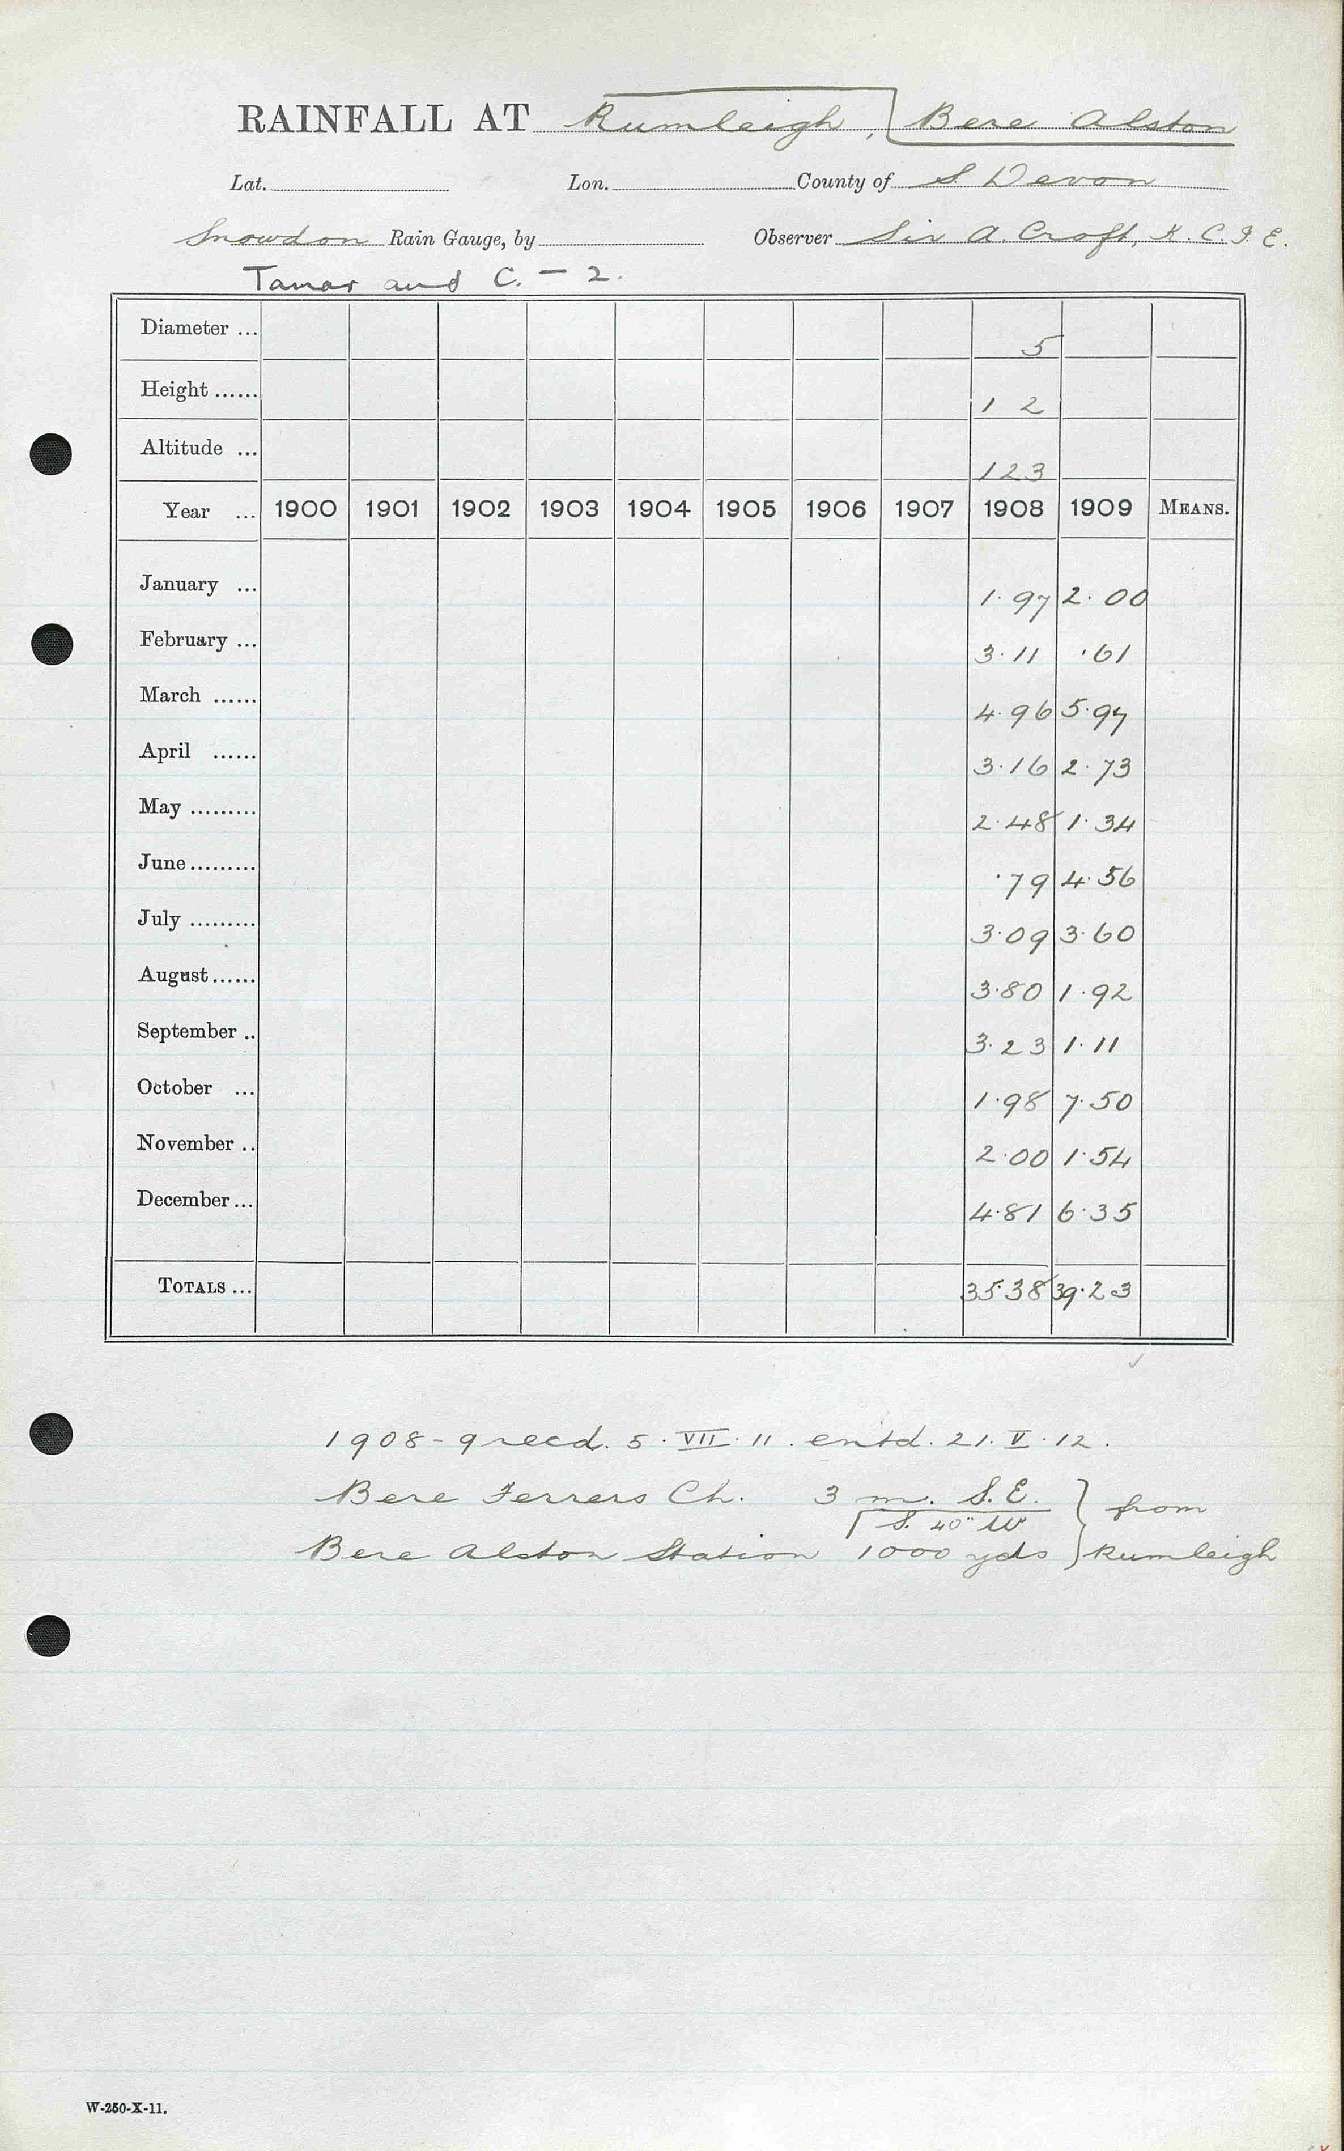 RAINFALL AT Rumleigh, Bere Alston
Lat. Lon. County of S Devon
Snowdon Rain Gauge, by Observer Sir A. Croft, K.C.I.E.
Tamar and C. - 2.
Diameter ... 5
Height ...... 12
Altitude ... 123
Year ... 1900 1901 1902 1903 1904 1905 1906 1907 1908 1909 MEANS.
January ... 1.97 2.00
February ... 3.11 .61
March ...... 4.96 5.97
April ...... 3.16 2.73
May ......... 2.48 1.34
June ......... .79 4.56
July ......... 3.09 3.60
August ...... 3.80 1.92
September .. 3.23 1.11
October ... 1.98 7.50
November .. 2.00 1.54
December ... 4.81 6.35
TOTALS ... 35.38 39.23
1908-9 recd. 5.VII.11. entd. 21.V.12.
Bere Ferrers Ch. 3 m. S.E. } from
S. 40° W
Bere Alston Station 1000 yds } Rumleigh
W-250-X-11.